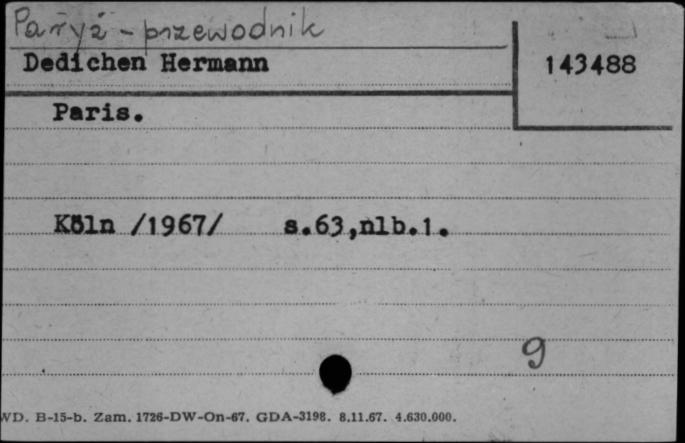 Paryż - przewodnik
Dedichen Hermann
143488
Paris.
Köln /1967/ s.63,nlb.1.
9
WD. B-15-b. Zam. 1726-DW-On-67. GDA-3198. 8.11.67. 4.630.000.